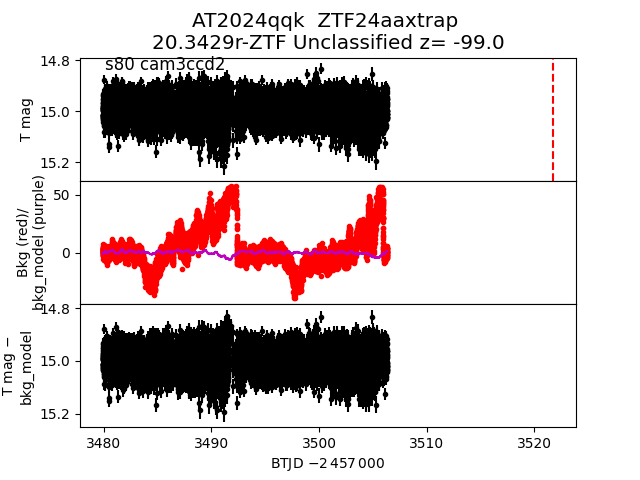 AT2024qqk  ZTF24aaxtrap
20.3429r-ZTF Unclassified z= -99.0
s80 cam3ccd2
14.8
15.0
15.2
T mag
50
0
Bkg (red)/
bkg_model (purple)
14.8
15.0
15.2
T mag −
bkg_model
3480
3490
3500
3510
3520
BTJD −2 457 000